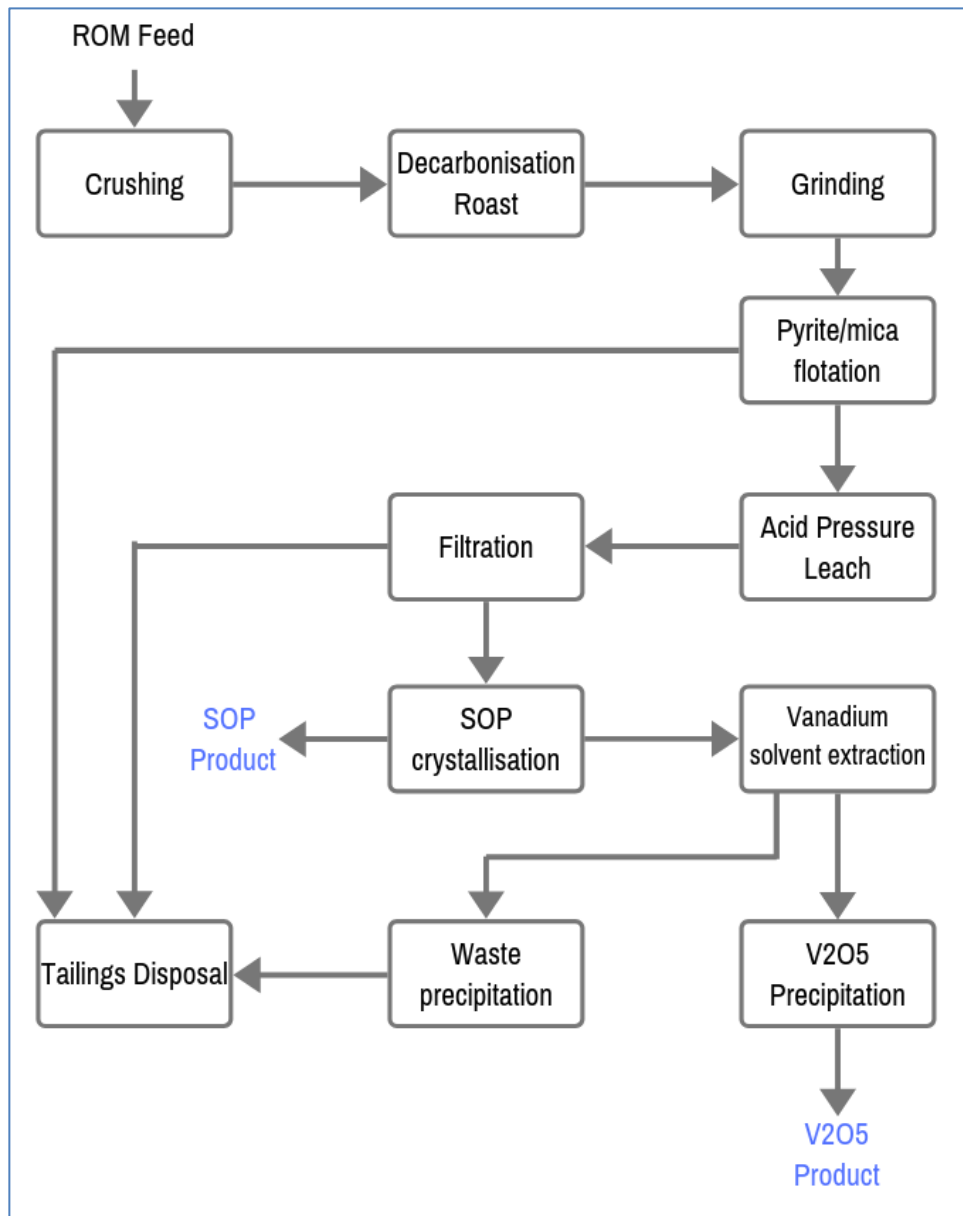 ROM Feed
Crushing
Decarbonisation
Roast
Grinding
Pyrite/mica
flotation
Filtration
Acid Pressure
Leach
SOP
Product
SOP
crystallisation
Vanadium
solvent extraction
Tailings Disposal
Waste
precipitation
V2O5
Precipitation
V2O5
Product